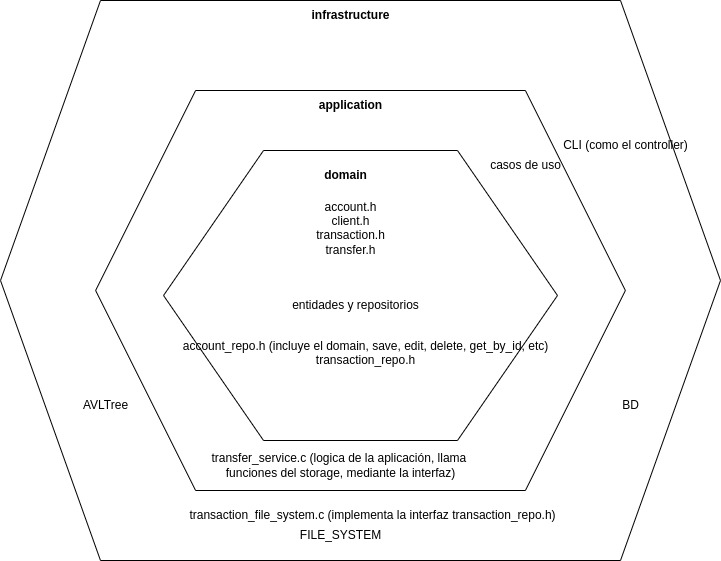 infrastructure
application
CLI (como el controller)
casos de uso
domain
account.h
client.h
transaction.h
transfer.h
entidades y repositorios
account_repo.h (incluye el domain, save, edit, delete, get_by_id, etc)
transaction_repo.h
AVLTree
BD
transfer_service.c (logica de la aplicación, llama
funciones del storage, mediante la interfaz)
transaction_file_system.c (implementa la interfaz transaction_repo.h)
FILE_SYSTEM